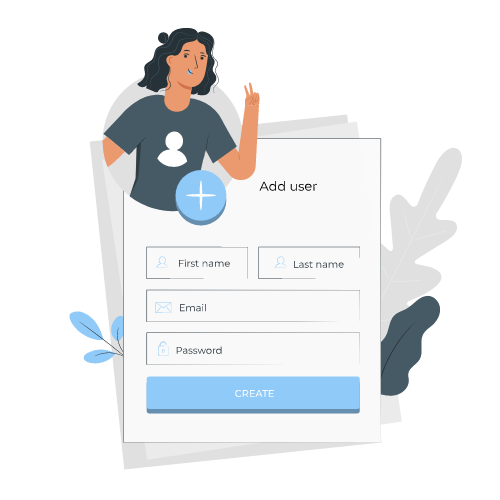 Add user
First name Last name
Email
Password
CREATE